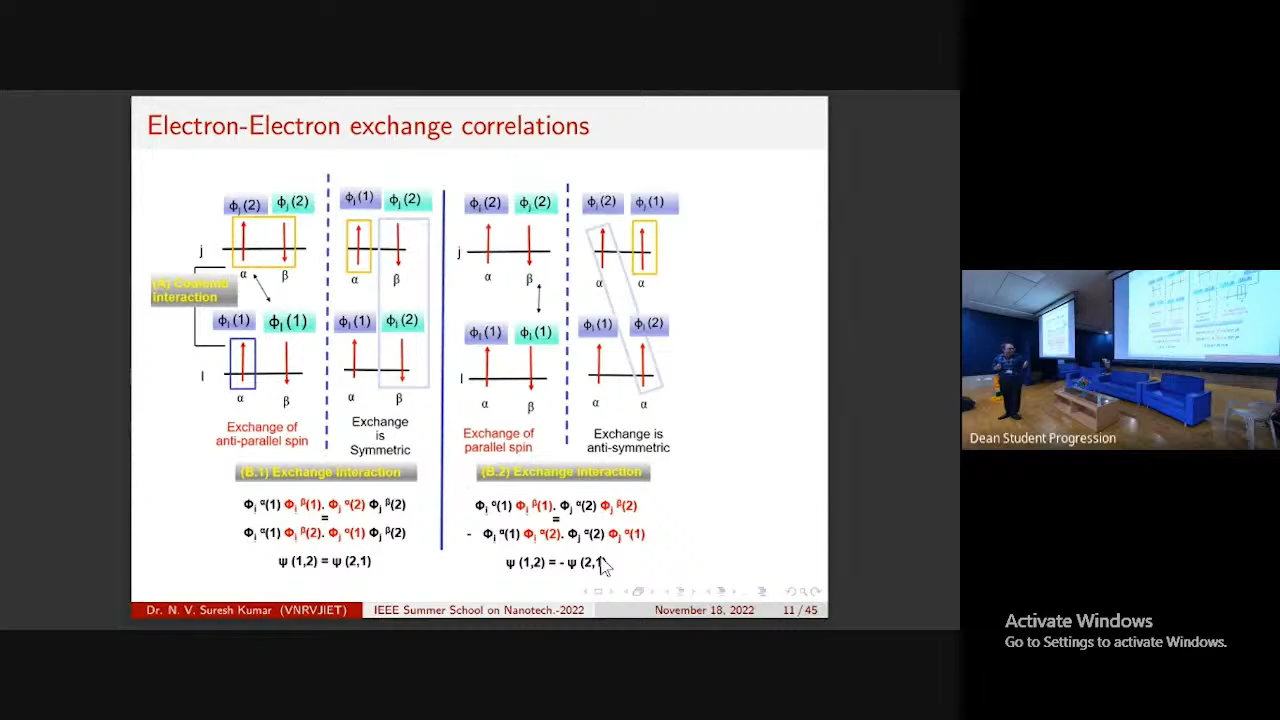 Electron-Electron exchange correlations
ϕj(2) ϕj(2) ϕi(1) ϕj(2) ϕi(2) ϕj(2) ϕi(2) ϕi(1)
j j
α β α β α β α α
(A) Coulomb
interaction
ϕi(1) ϕi(1) ϕi(1) ϕi(2) ϕi(1) ϕi(1) ϕi(1) ϕi(2)
I I
α β α β α β α α
Exchange of
anti-parallel spin
Exchange
is
Symmetric
Exchange of
parallel spin
Exchange is
anti-symmetric
(B.1) Exchange interaction
(B.2) Exchange interaction
Φi α(1) Φi β(1). Φj α(2) Φj β(2)
=
Φi α(1) Φi β(2). Φj α(1) Φj β(2)
ψ (1,2) = ψ (2,1)
Φi α(1) Φi β(1). Φj α(2) Φj β(2)
=
- Φi α(1) Φi α(2). Φj α(2) Φj α(1)
ψ (1,2) = - ψ (2,1)
Dr. N. V. Suresh Kumar (VNRVJIET) IEEE Summer School on Nanotech.-2022 November 18, 2022 11 / 45
Dean Student Progression
Activate Windows
Go to Settings to activate Windows.